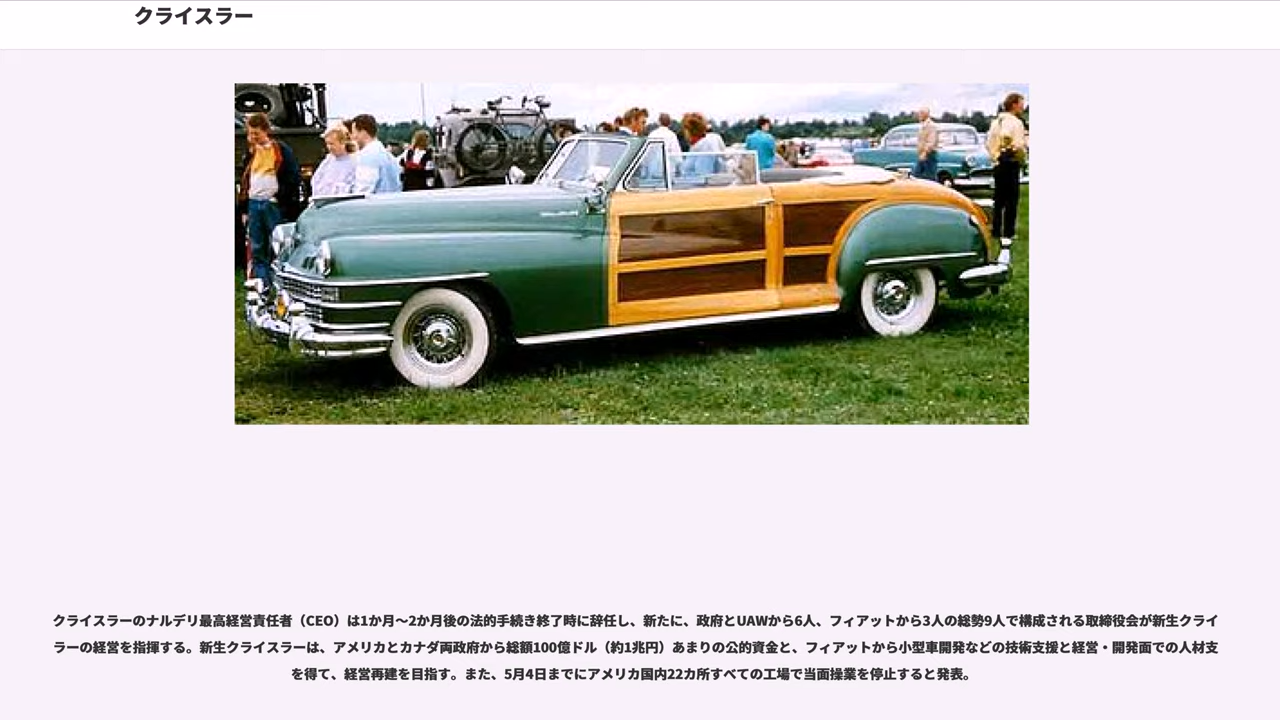 クライスラー
クライスラーのナルデリ最高経営責任者（CEO）は1か月〜2か月後の法的手続き終了時に辞任し、新たに、政府とUAWから6人、フィアットから3人の総勢9人で構成される取締役会が新生クライ
ラーの経営を指揮する。新生クライスラーは、アメリカとカナダ両政府から総額100億ドル（約1兆円）あまりの公的資金と、フィアットから小型車開発などの技術支援と経営・開発面での人材支
を得て、経営再建を目指す。また、5月4日までにアメリカ国内22カ所すべての工場で当面操業を停止すると発表。